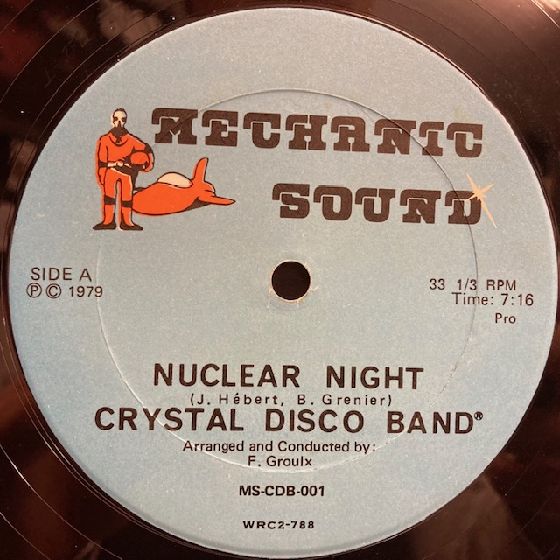 MECHANIC
SOUND
SIDE A
℗ © 1979
33 1/3 RPM
Time: 7:16
Pro
NUCLEAR NIGHT
(J. Hébert, B. Grenier)
CRYSTAL DISCO BAND®
Arranged and Conducted by:
F. Groulx
MS-CDB-001
WRC2-788